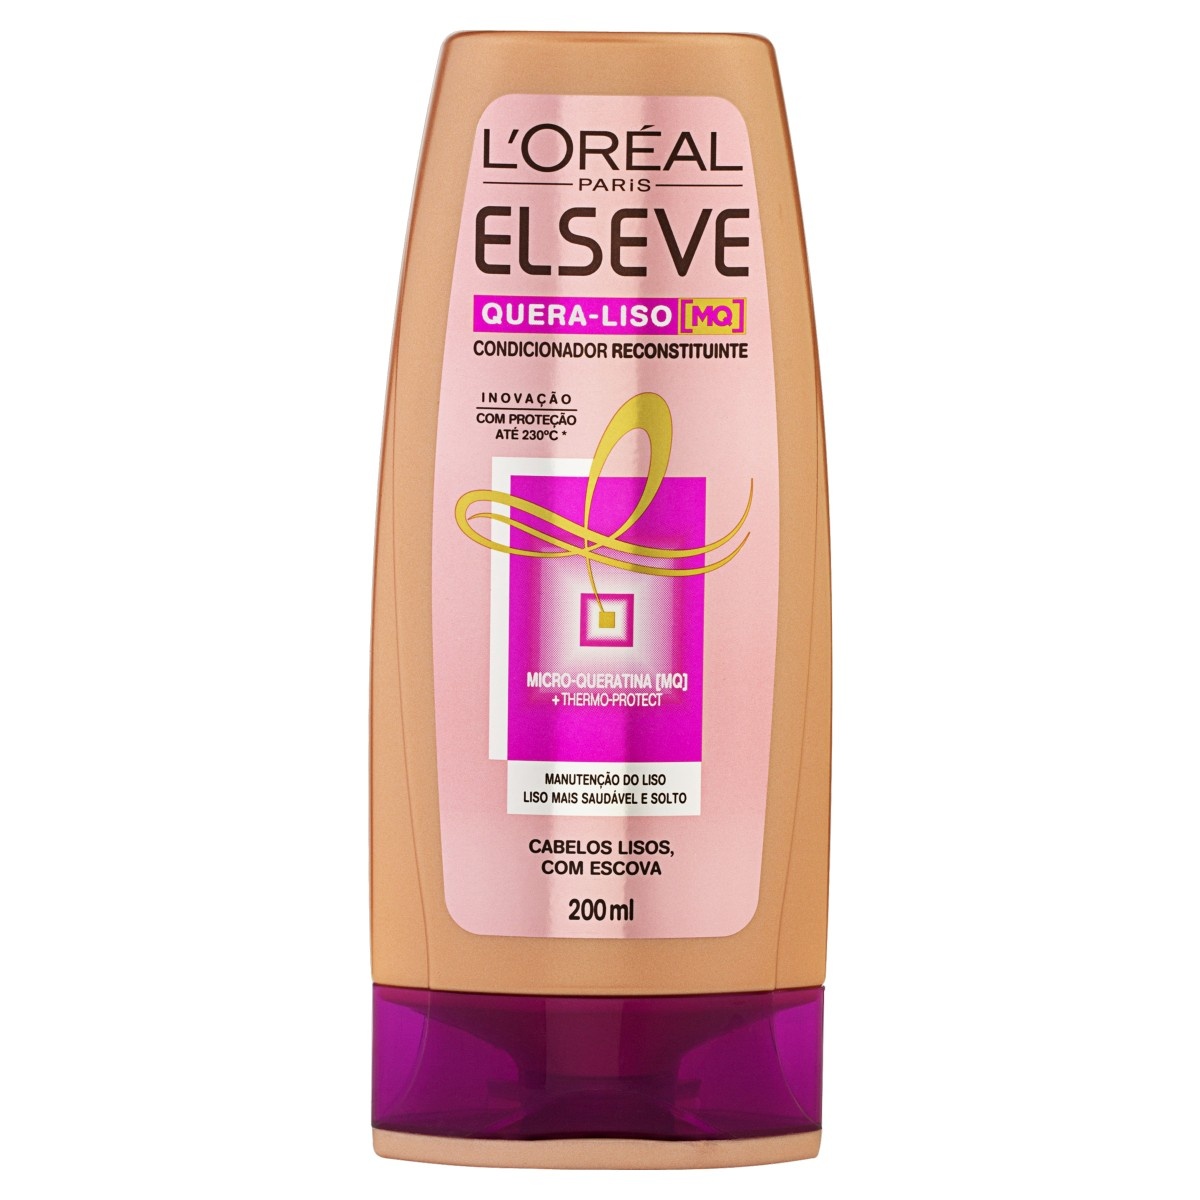 L'ORÉAL
PARiS
ELSEVE
QUERA-LISO [MQ]
CONDICIONADOR RECONSTITUINTE
INOVAÇÃO
COM PROTEÇÃO
ATÉ 230ºC *
MICRO-QUERATINA [MQ]
+ THERMO-PROTECT
MANUTENÇÃO DO LISO
LISO MAIS SAUDÁVEL E SOLTO
CABELOS LISOS,
COM ESCOVA
200ml